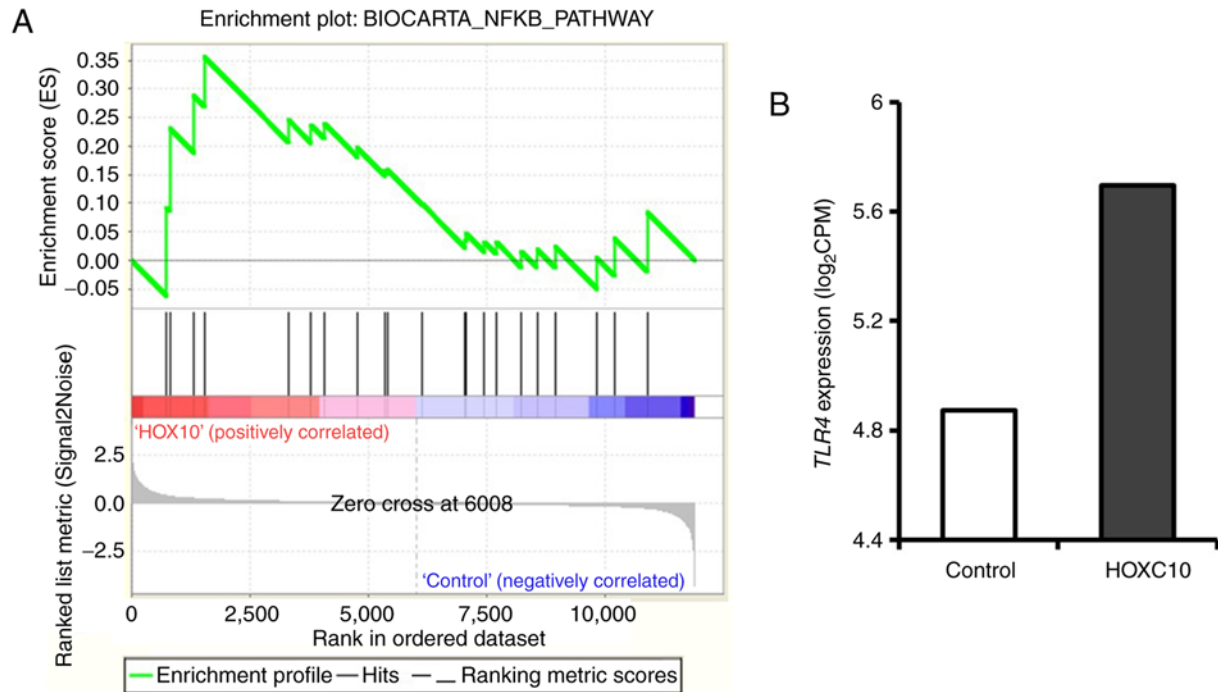 A
Enrichment plot: BIOCARTA_NFKB_PATHWAY
Enrichment score (ES)
0.35
0.30
0.25
0.20
0.15
0.10
0.05
0.00
−0.05
'HOX10' (positively correlated)
Ranked list metric (Signal2Noise)
2.5
0.0
−2.5
Zero cross at 6008
'Control' (negatively correlated)
0 2,500 5,000 7,500 10,000
Rank in ordered dataset
Enrichment profile Hits Ranking metric scores
B
TLR4 expression (log₂CPM)
6
5.6
5.2
4.8
4.4
Control HOXC10